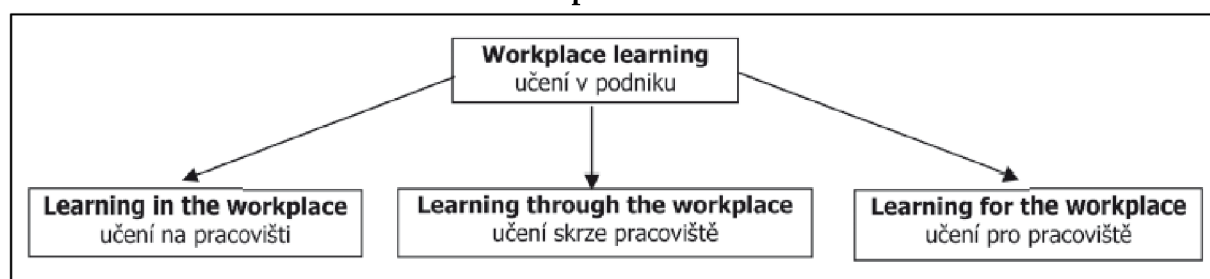 Workplace learning
učení v podniku
Learning in the workplace
učení na pracovišti
Learning through the workplace
učení skrze pracoviště
Learning for the workplace
učení pro pracoviště